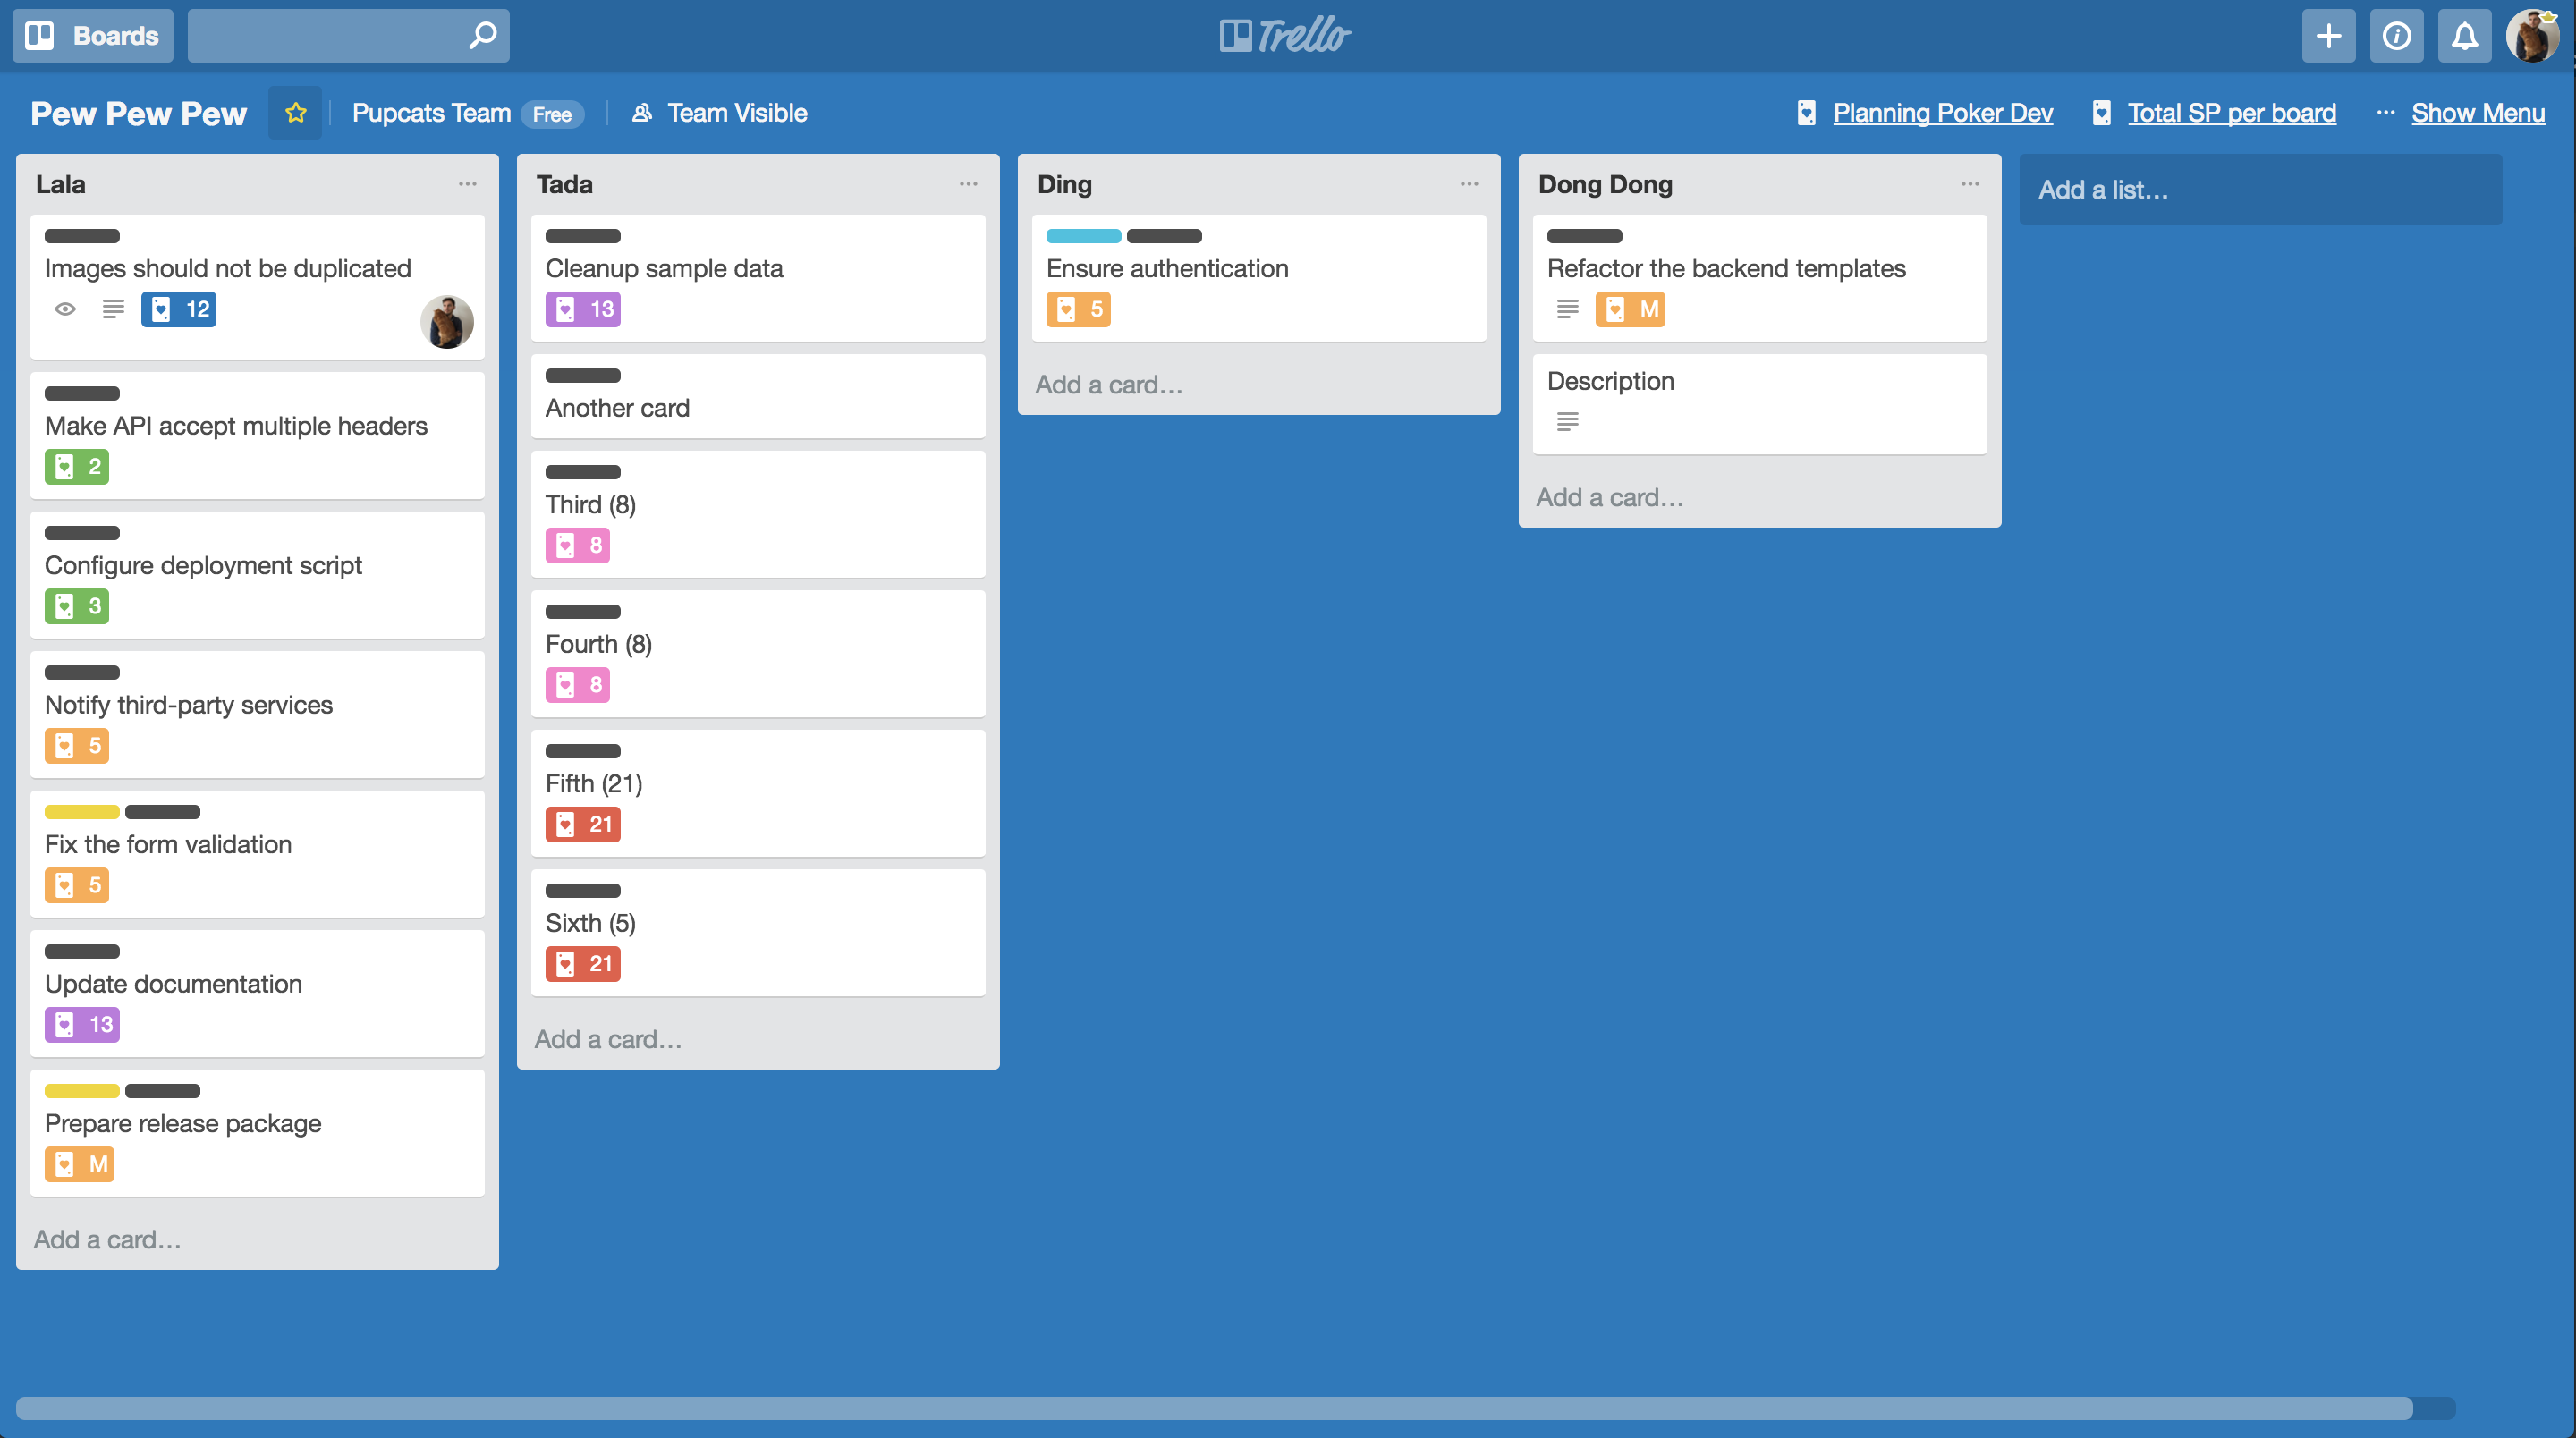 Boards
Trello
Pew Pew Pew
Pupcats Team Free
Team Visible
Planning Poker Dev
Total SP per board
... Show Menu
Lala
Images should not be duplicated
12
Make API accept multiple headers
2
Configure deployment script
3
Notify third-party services
5
Fix the form validation
5
Update documentation
13
Prepare release package
M
Add a card…
Tada
Cleanup sample data
13
Another card
Third (8)
8
Fourth (8)
8
Fifth (21)
21
Sixth (5)
21
Add a card…
Ding
Ensure authentication
5
Add a card…
Dong Dong
Refactor the backend templates
M
Description
Add a card…
Add a list…